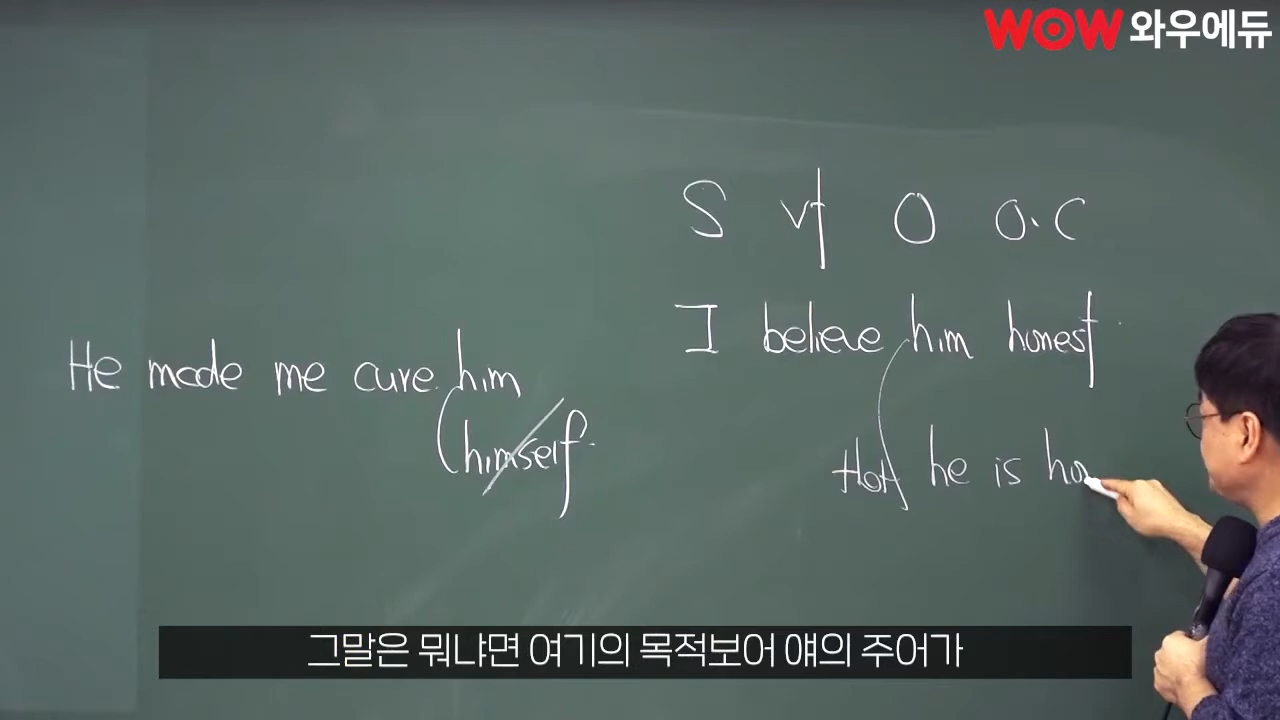 WOW 와우에듀
S vt O O.C
I believe him honest.
He made me cure him
(himself.
that he is ho
그말은 뭐냐면 여기의 목적보어 얘의 주어가